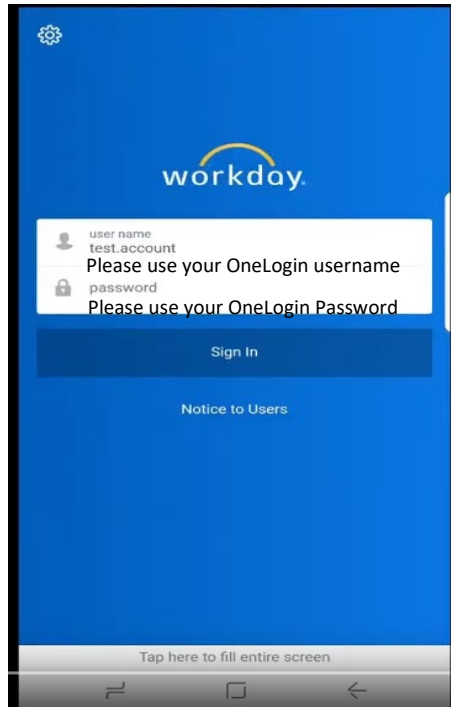 workday.
user name
test.account
Please use your OneLogin username
password
Please use your OneLogin Password
Sign In
Notice to Users
Tap here to fill entire screen